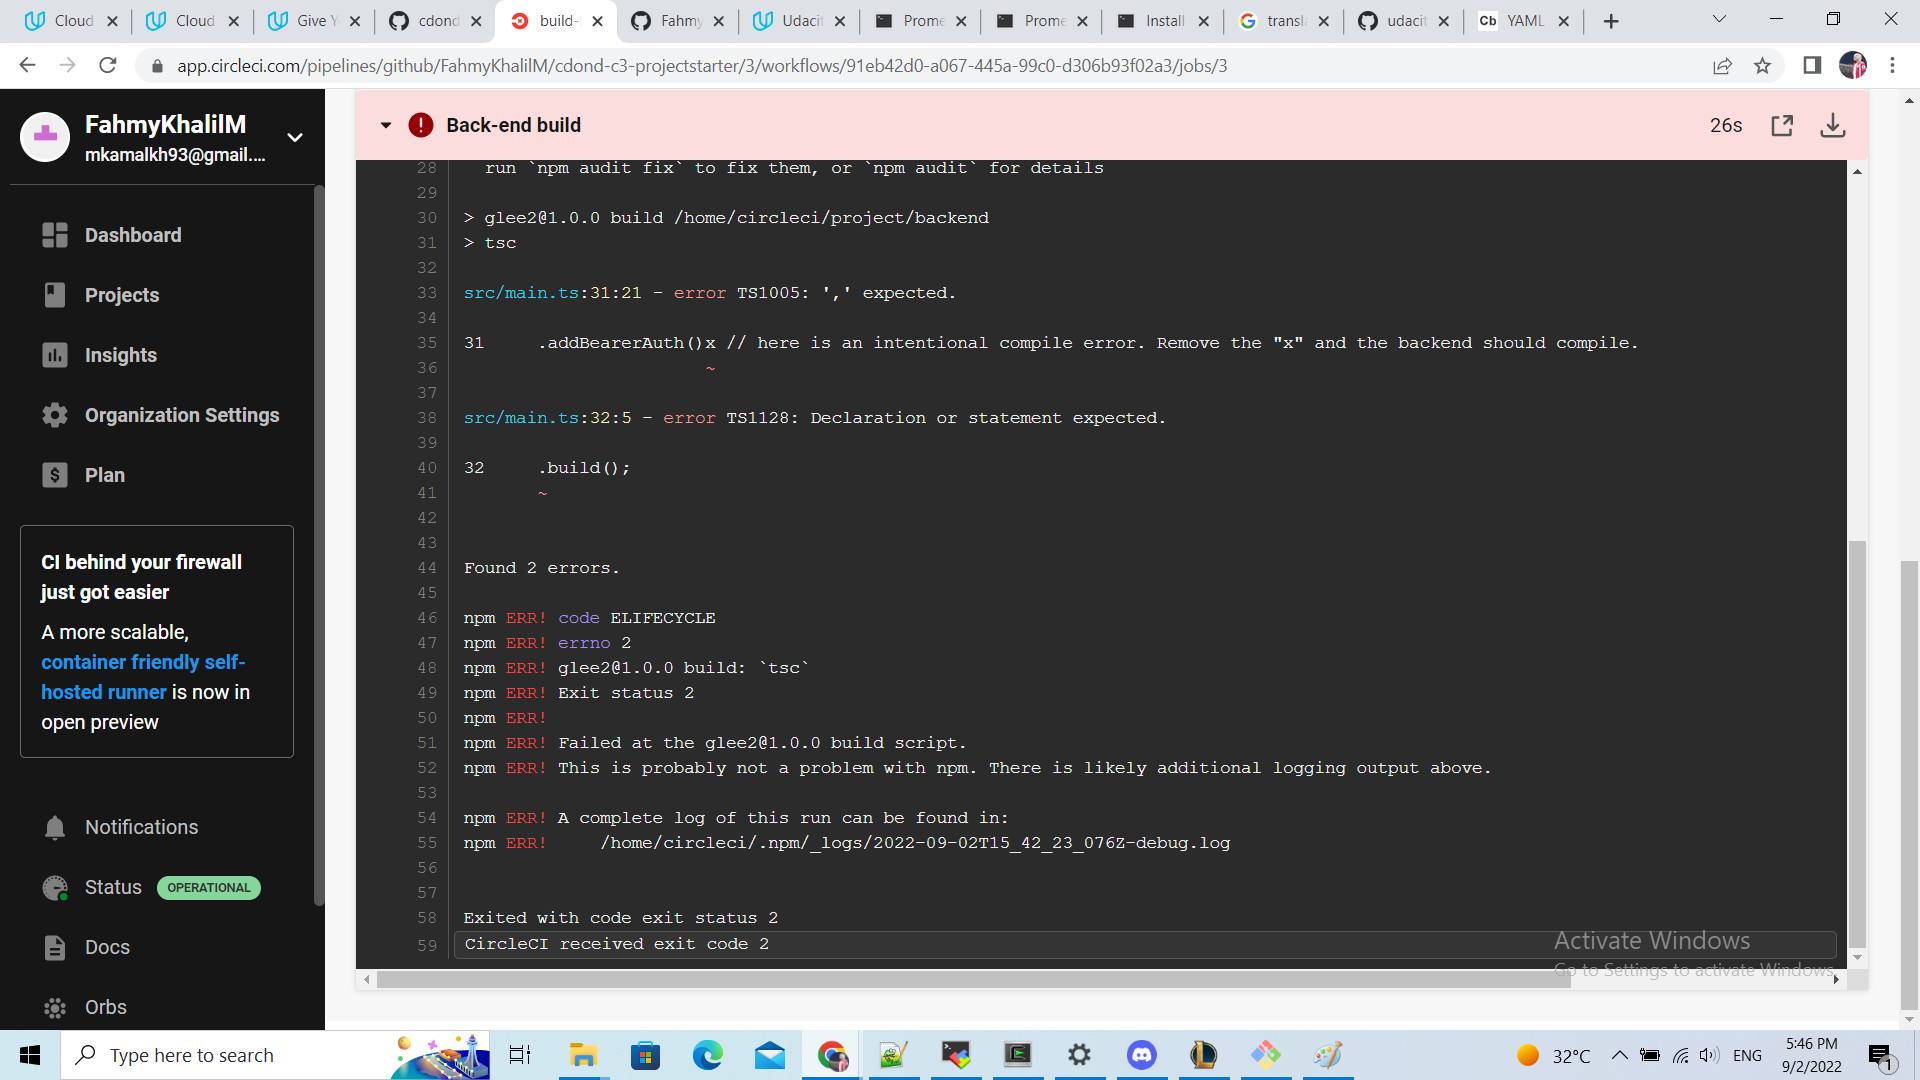 Cloud
Cloud
Give Y
cdond
build-
Fahmy
Udacit
Prome
Prome
Install
transl
udacit
Cb YAML
app.circleci.com/pipelines/github/FahmyKhalilM/cdond-c3-projectstarter/3/workflows/91eb42d0-a067-445a-99c0-d306b93f02a3/jobs/3
FahmyKhalilM
mkamalkh93@gmail....
Dashboard
Projects
Insights
Organization Settings
Plan
CI behind your firewall
just got easier
A more scalable,
container friendly self-
hosted runner is now in
open preview
Notifications
Status OPERATIONAL
Docs
Orbs
Back-end build
26s
28 run `npm audit fix` to fix them, or `npm audit` for details
29
30 > glee2@1.0.0 build /home/circleci/project/backend
31 > tsc
32
33 src/main.ts:31:21 - error TS1005: ',' expected.
34
35 31 .addBearerAuth()x // here is an intentional compile error. Remove the "x" and the backend should compile.
36 ~
37
38 src/main.ts:32:5 - error TS1128: Declaration or statement expected.
39
40 32 .build();
41 ~
42
43
44 Found 2 errors.
45
46 npm ERR! code ELIFECYCLE
47 npm ERR! errno 2
48 npm ERR! glee2@1.0.0 build: `tsc`
49 npm ERR! Exit status 2
50 npm ERR!
51 npm ERR! Failed at the glee2@1.0.0 build script.
52 npm ERR! This is probably not a problem with npm. There is likely additional logging output above.
53
54 npm ERR! A complete log of this run can be found in:
55 npm ERR! /home/circleci/.npm/_logs/2022-09-02T15_42_23_076Z-debug.log
56
57
58 Exited with code exit status 2
59 CircleCI received exit code 2
Activate Windows
Go to Settings to activate Windows.
Type here to search
32°C
ENG
5:46 PM
9/2/2022
1